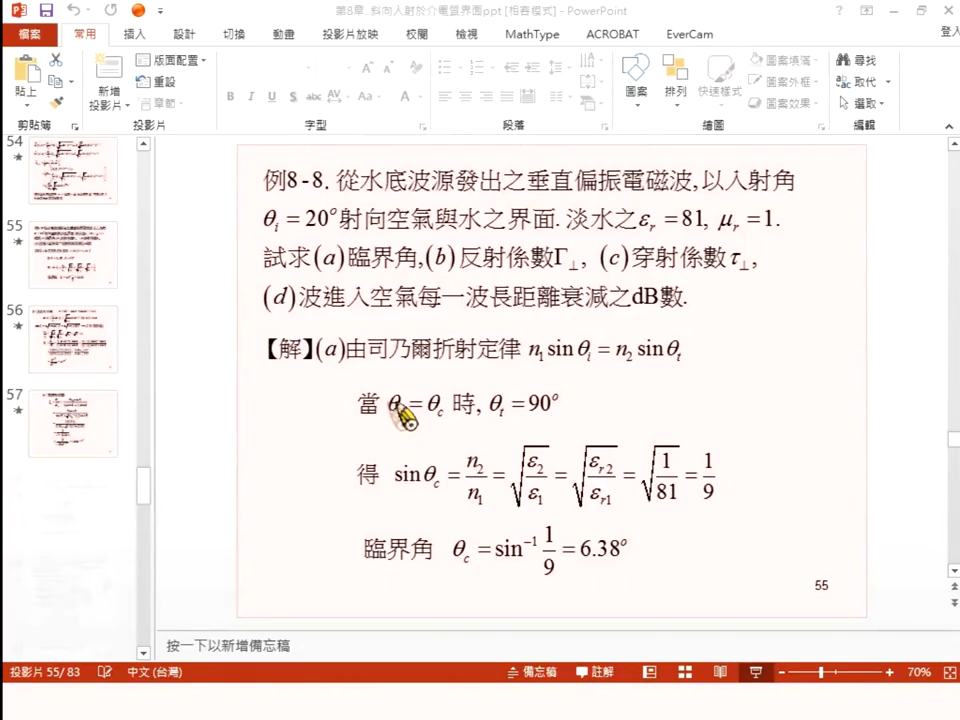 第8章_斜向入射於介電質界面ppt [相容模式] - PowerPoint
檔案 常用 插入 設計 切換 動畫 投影片放映 校閱 檢視 MathType ACROBAT EverCam 登入
貼上 新增投影片 版面配置 重設 章節 B I U S abc AV Aa A 圖案 排列 快速樣式 圖案填滿 圖案外框 圖案效果 尋找 取代 選取
剪貼簿 投影片 字型 段落 繪圖 編輯
54
55
56
57
例8-8. 從水底波源發出之垂直偏振電磁波,以入射角
θᵢ = 20° 射向空氣與水之界面. 淡水之 εᵣ = 81, μᵣ = 1.
試求(a)臨界角,(b)反射係數Γ⊥, (c)穿射係數τ⊥,
(d)波進入空氣每一波長距離衰減之dB數.
【解】(a)由司乃爾折射定律 n₁ sin θᵢ = n₂ sin θₜ
當 θᵢ = θ_c 時, θₜ = 90°
得 sin θ_c = n₂/n₁ = √(ε₂/ε₁) = √(εᵣ₂/εᵣ₁) = √(1/81) = 1/9
臨界角 θ_c = sin⁻¹ 1/9 = 6.38°
55
按一下以新增備忘稿
投影片 55/83 中文 (台灣) 備忘稿 註解 70%